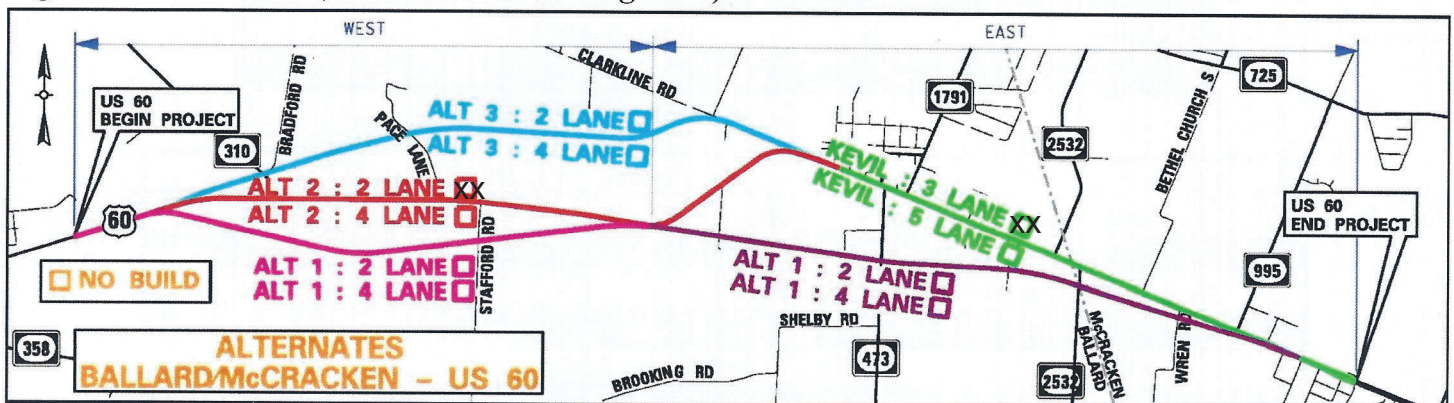 WEST
EAST
US 60
BEGIN PROJECT
310
BRADFORD RD
PACE LANE
CLARKLINE RD
1791
2532
BETHEL CHURCH S
725
ALT 3 : 2 LANE
ALT 3 : 4 LANE
ALT 2 : 2 LANE XX
ALT 2 : 4 LANE
60
KEVIL : 3 LANE XX
KEVIL : 5 LANE
US 60
END PROJECT
NO BUILD
ALT 1 : 2 LANE
ALT 1 : 4 LANE
STAFFORD RD
ALT 1 : 2 LANE
ALT 1 : 4 LANE
995
358
ALTERNATES
BALLARD/McCRACKEN - US 60
SHELBY RD
BROOKING RD
473
2532
McCRACKEN
BALLARD
WREN RD